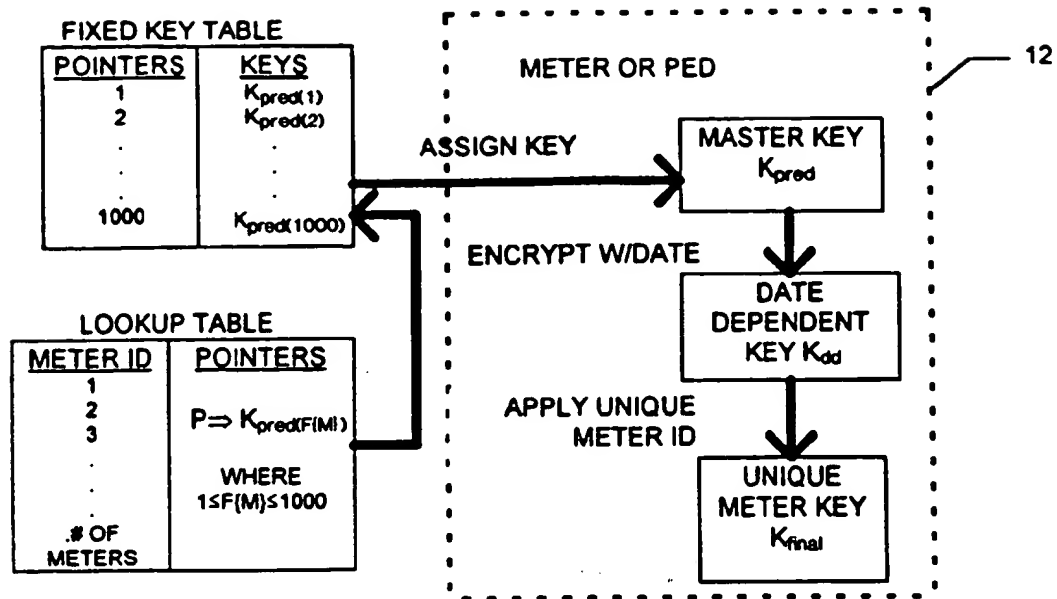 FIXED KEY TABLE
POINTERS KEYS
1 Kpred(1)
2 Kpred(2)
. .
. .
. .
1000 Kpred(1000)
LOOKUP TABLE
METER ID POINTERS
1
2
3
P⇒ Kpred(F{M})
WHERE
1≤F{M}≤1000
.
.
.
.# OF
METERS
ASSIGN KEY
12
METER OR PED
MASTER KEY
Kpred
ENCRYPT W/DATE
DATE
DEPENDENT
KEY Kdd
APPLY UNIQUE
METER ID
UNIQUE
METER KEY
Kfinal